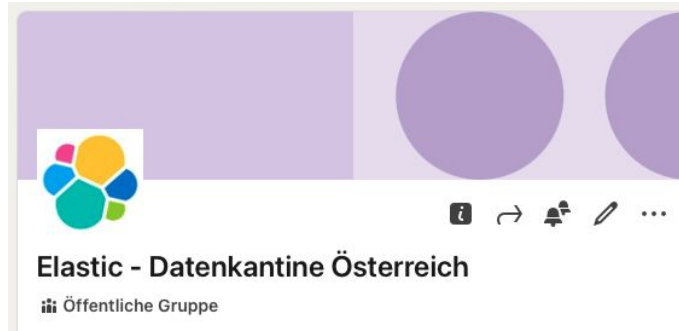 Elastic - Datenkantine Österreich
Öffentliche Gruppe